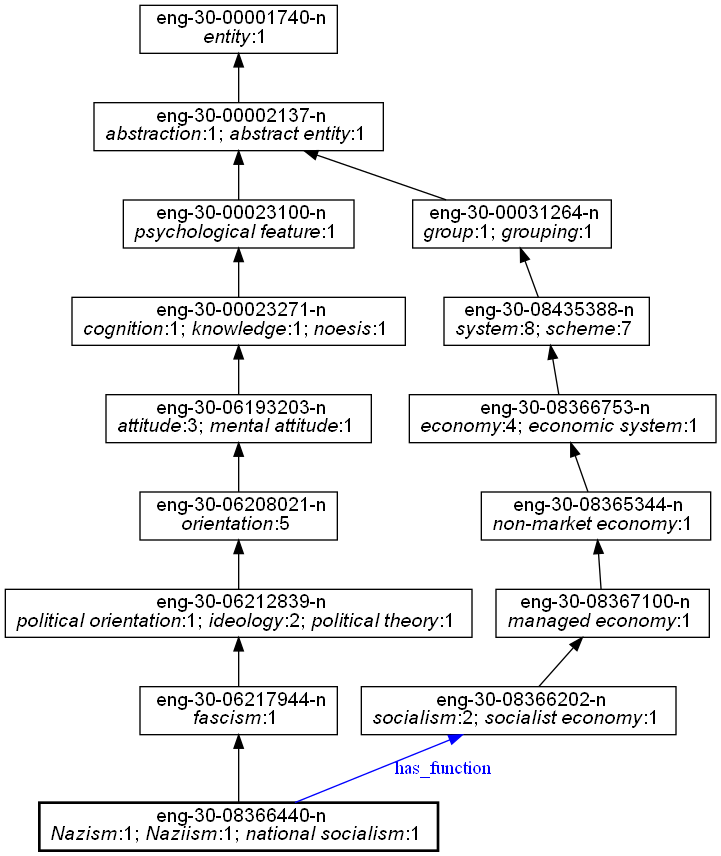 eng-30-00001740-n
entity:1
eng-30-00002137-n
abstraction:1; abstract entity:1
eng-30-00023100-n
psychological feature:1
eng-30-00031264-n
group:1; grouping:1
eng-30-00023271-n
cognition:1; knowledge:1; noesis:1
eng-30-08435388-n
system:8; scheme:7
eng-30-06193203-n
attitude:3; mental attitude:1
eng-30-08366753-n
economy:4; economic system:1
eng-30-06208021-n
orientation:5
eng-30-08365344-n
non-market economy:1
eng-30-06212839-n
political orientation:1; ideology:2; political theory:1
eng-30-08367100-n
managed economy:1
eng-30-06217944-n
fascism:1
eng-30-08366202-n
socialism:2; socialist economy:1
has_function
eng-30-08366440-n
Nazism:1; Naziism:1; national socialism:1